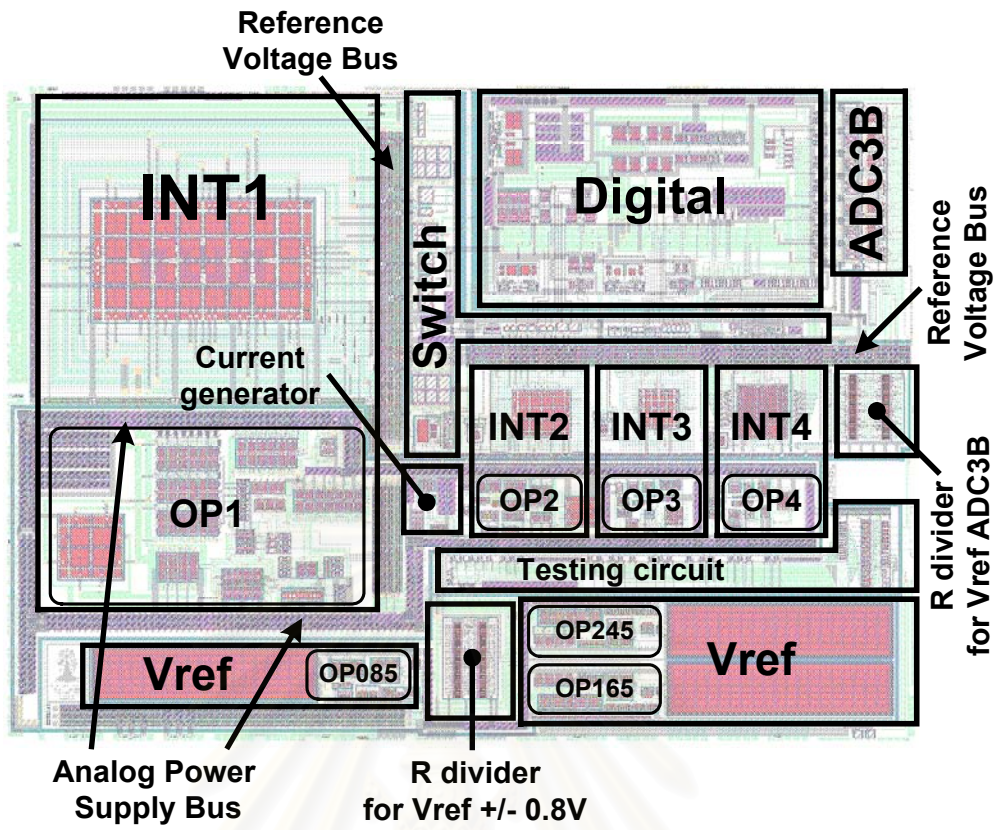 Reference
Voltage Bus
INT1
Switch
Digital
ADC3B
Reference
Voltage Bus
Current
generator
INT2
INT3
INT4
OP1
OP2
OP3
OP4
R divider
for Vref ADC3B
Testing circuit
Vref
OP085
OP245
OP165
Vref
Analog Power
Supply Bus
R divider
for Vref +/- 0.8V